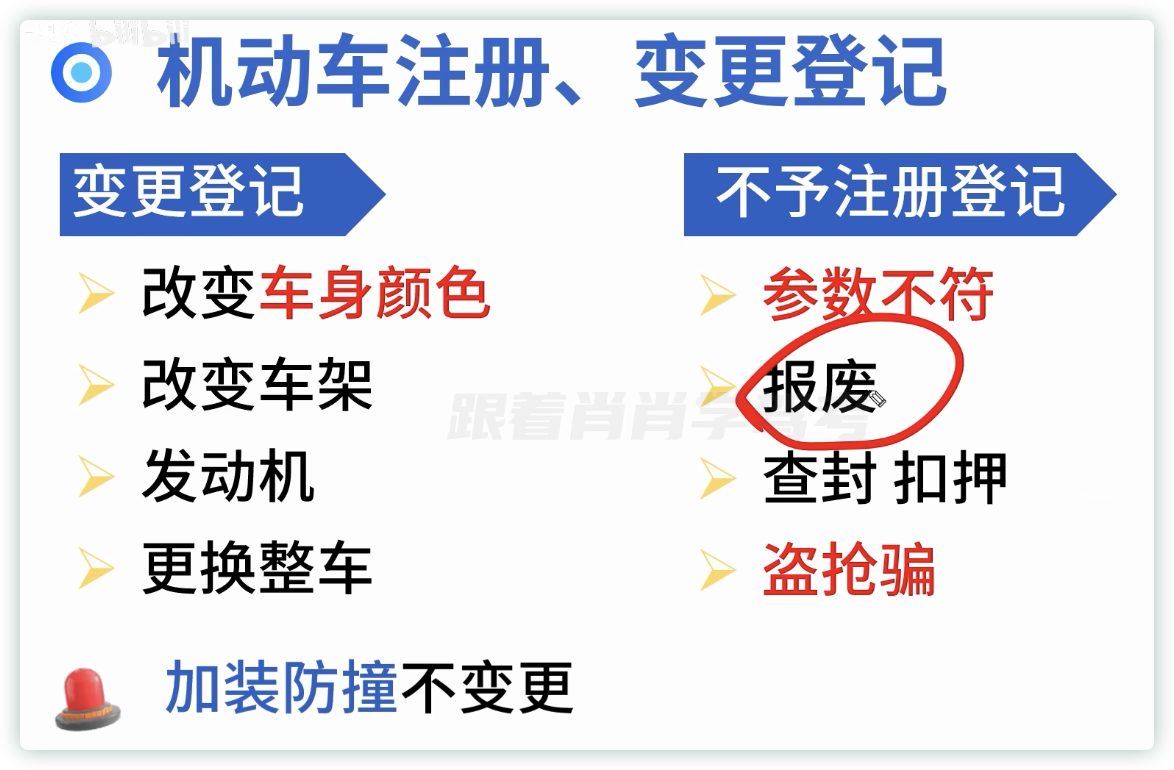 bilibili
机动车注册、变更登记
变更登记
改变车身颜色
改变车架
发动机
更换整车
不予注册登记
参数不符
报废
查封 扣押
盗抢骗
跟着肖肖学驾考
加装防撞不变更